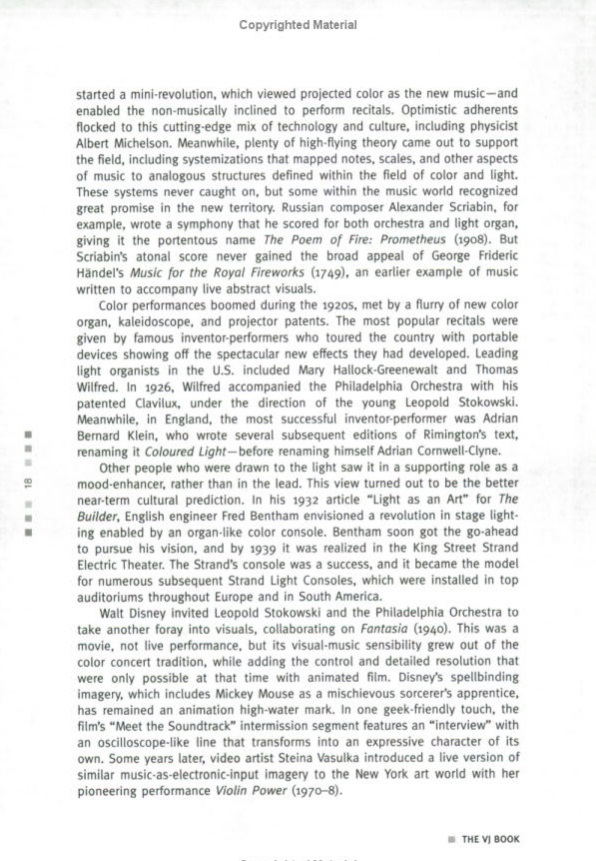 Copyrighted Material
started a mini-revolution, which viewed projected color as the new music—and
enabled the non-musically inclined to perform recitals. Optimistic adherents
flocked to this cutting-edge mix of technology and culture, including physicist
Albert Michelson. Meanwhile, plenty of high-flying theory came out to support
the field, including systemizations that mapped notes, scales, and other aspects
of music to analogous structures defined within the field of color and light.
These systems never caught on, but some within the music world recognized
great promise in the new territory. Russian composer Alexander Scriabin, for
example, wrote a symphony that he scored for both orchestra and light organ,
giving it the portentous name The Poem of Fire: Prometheus (1908). But
Scriabin's atonal score never gained the broad appeal of George Frideric
Händel's Music for the Royal Fireworks (1749), an earlier example of music
written to accompany live abstract visuals.
Color performances boomed during the 1920s, met by a flurry of new color
organ, kaleidoscope, and projector patents. The most popular recitals were
given by famous inventor-performers who toured the country with portable
devices showing off the spectacular new effects they had developed. Leading
light organists in the U.S. included Mary Hallock-Greenewalt and Thomas
Wilfred. In 1926, Wilfred accompanied the Philadelphia Orchestra with his
patented Clavilux, under the direction of the young Leopold Stokowski.
Meanwhile, in England, the most successful inventor-performer was Adrian
Bernard Klein, who wrote several subsequent editions of Rimington's text,
renaming it Coloured Light—before renaming himself Adrian Cornwell-Clyne.
Other people who were drawn to the light saw it in a supporting role as a
mood-enhancer, rather than in the lead. This view turned out to be the better
near-term cultural prediction. In his 1932 article "Light as an Art" for The
Builder, English engineer Fred Bentham envisioned a revolution in stage light-
ing enabled by an organ-like color console. Bentham soon got the go-ahead
to pursue his vision, and by 1939 it was realized in the King Street Strand
Electric Theater. The Strand's console was a success, and it became the model
for numerous subsequent Strand Light Consoles, which were installed in top
auditoriums throughout Europe and in South America.
Walt Disney invited Leopold Stokowski and the Philadelphia Orchestra to
take another foray into visuals, collaborating on Fantasia (1940). This was a
movie, not live performance, but its visual-music sensibility grew out of the
color concert tradition, while adding the control and detailed resolution that
were only possible at that time with animated film. Disney's spellbinding
imagery, which includes Mickey Mouse as a mischievous sorcerer's apprentice,
has remained an animation high-water mark. In one geek-friendly touch, the
film's "Meet the Soundtrack" intermission segment features an "interview" with
an oscilloscope-like line that transforms into an expressive character of its
own. Some years later, video artist Steina Vasulka introduced a live version of
similar music-as-electronic-input imagery to the New York art world with her
pioneering performance Violin Power (1970–8).
18
THE VJ BOOK